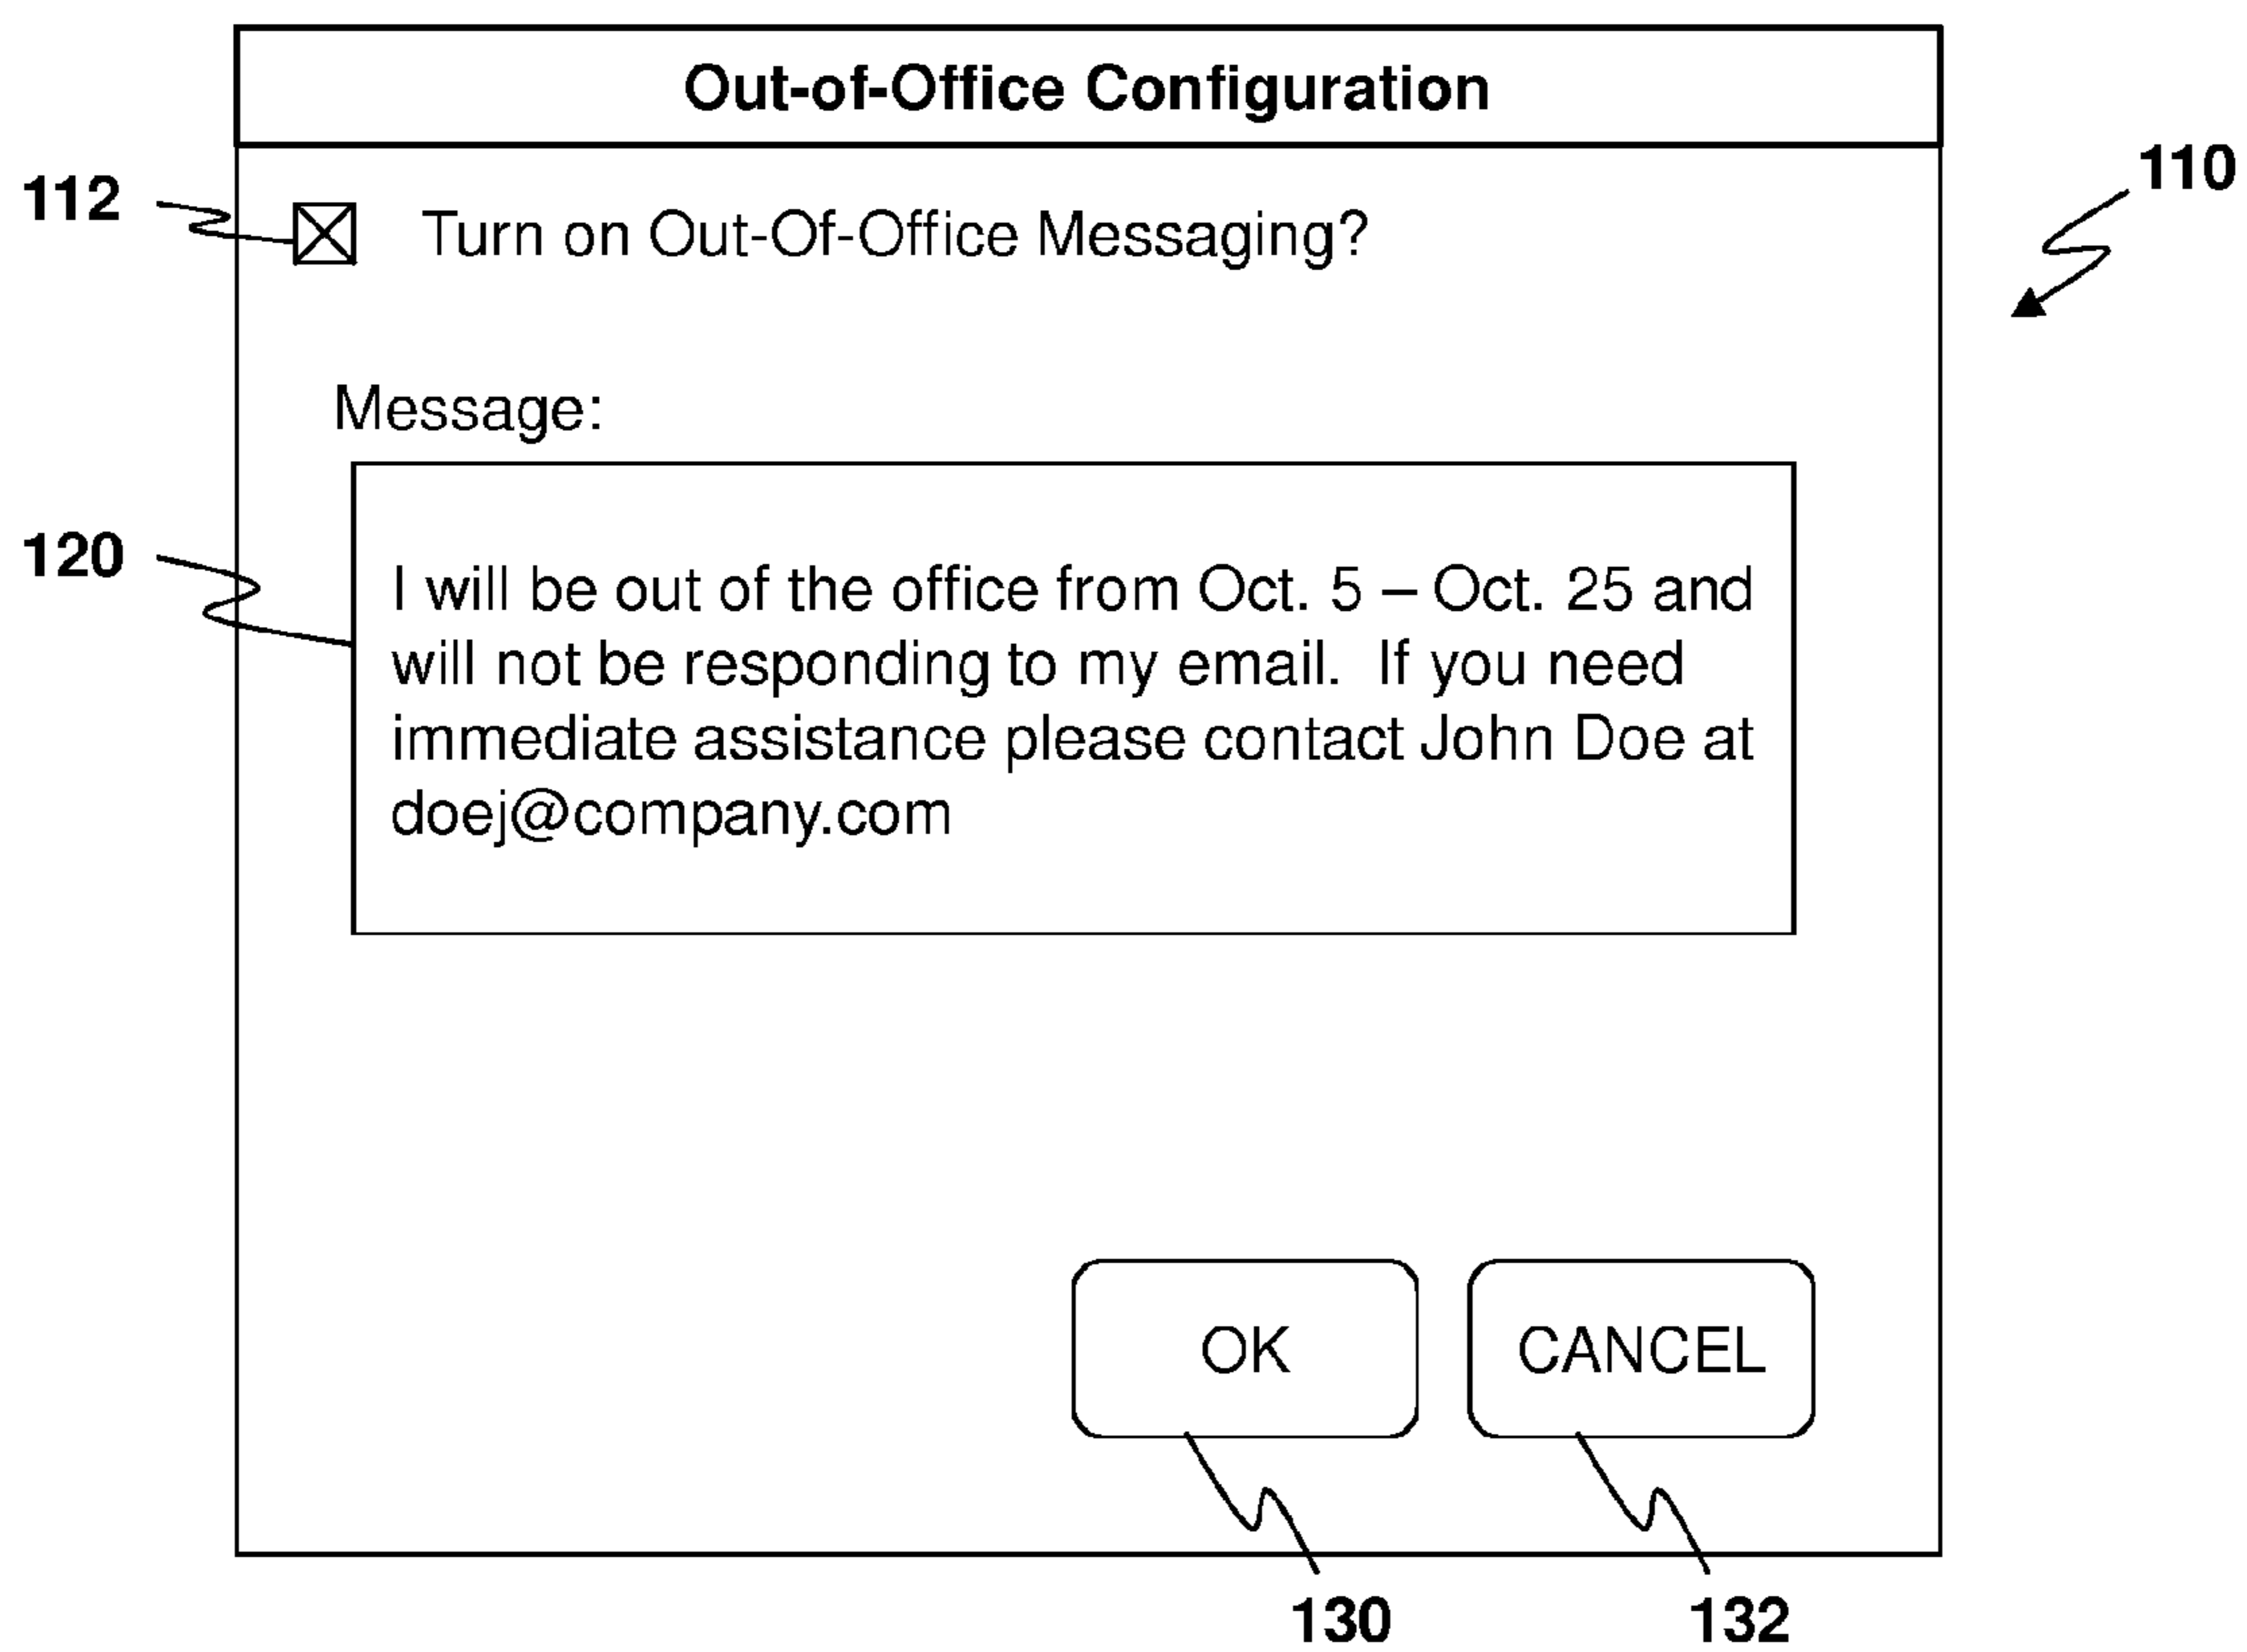 Out-of-Office Configuration
112
Turn on Out-Of-Office Messaging?
110
Message:
120
I will be out of the office from Oct. 5 – Oct. 25 and
will not be responding to my email.  If you need
immediate assistance please contact John Doe at
doej@company.com
OK
CANCEL
130
132